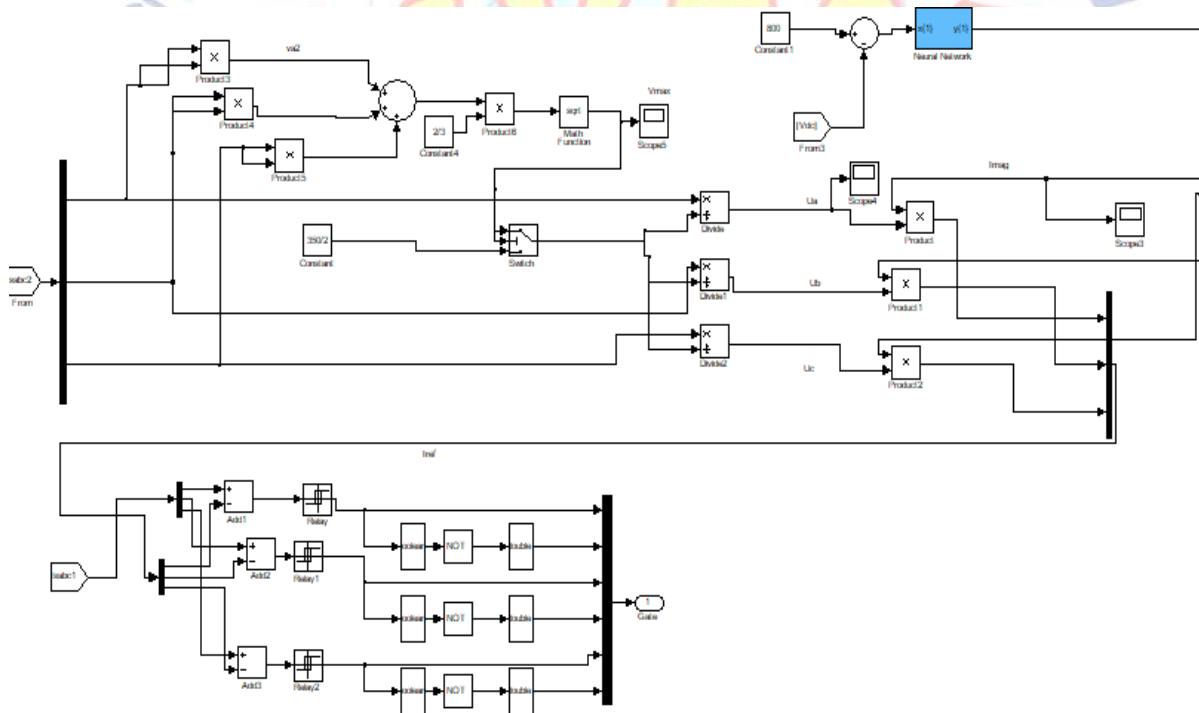 va2
Product3
Product4
Product5
2/3
Constant4
Product6
sqrt
Math
Function
Vmax
Scope5
800
Constant1
x{1}
y{1}
Neural Network
[Vdc]
From3
Imag
Scope3
Ua
Scope4
Divide
Product
350/2
Constant
Switch
From
Ub
Divide1
Product1
Uc
Divide2
Product2
Iref
Add1
Relay
NOT
Add2
Relay1
NOT
1
Gate
Add3
Relay2
NOT